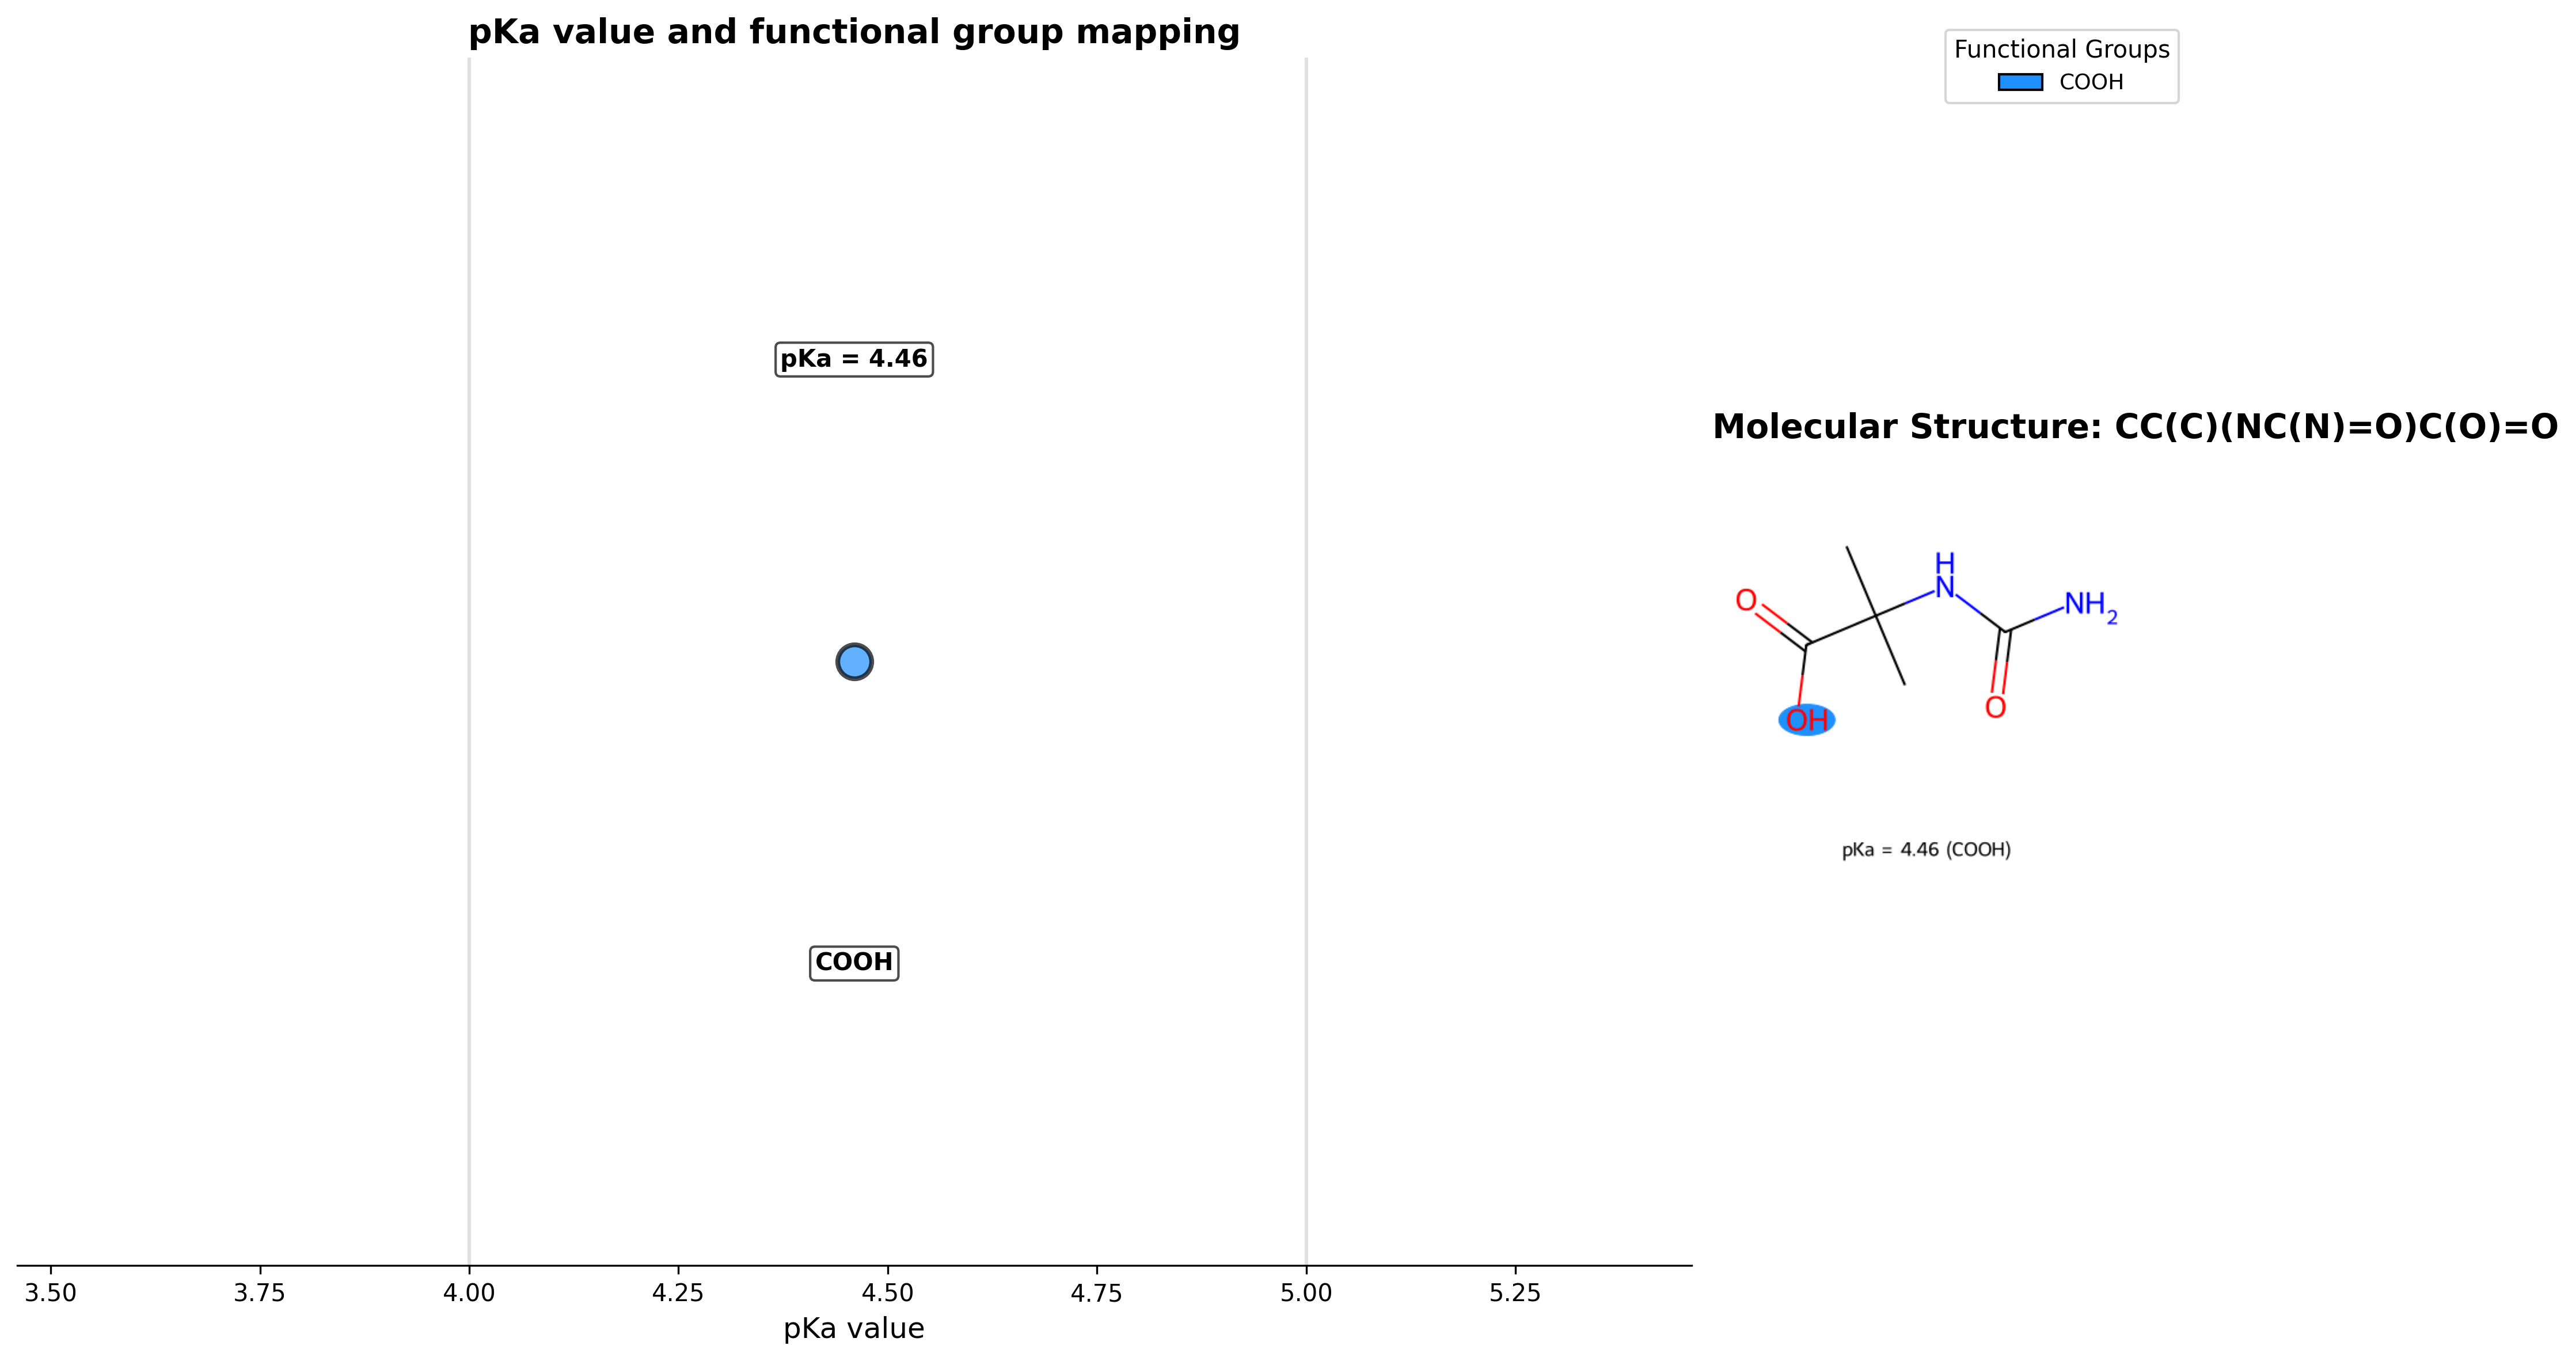 pKa value and functional group mapping
pKa = 4.46
COOH
3.50 3.75 4.00 4.25 4.50 4.75 5.00 5.25
pKa value
Functional Groups
COOH
Molecular Structure: CC(C)(NC(N)=O)C(O)=O
O
OH
H
N
O
NH2
pKa = 4.46 (COOH)